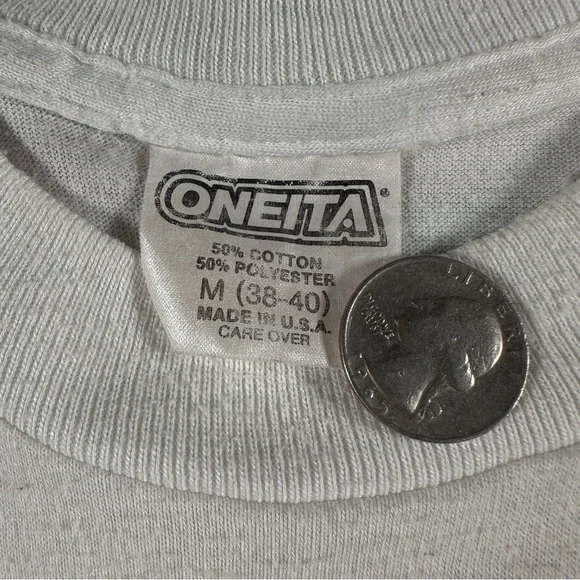 ONEITA®
50% COTTON
50% POLYESTER
M (38-40)
MADE IN U.S.A.
CARE OVER
LIBERTY